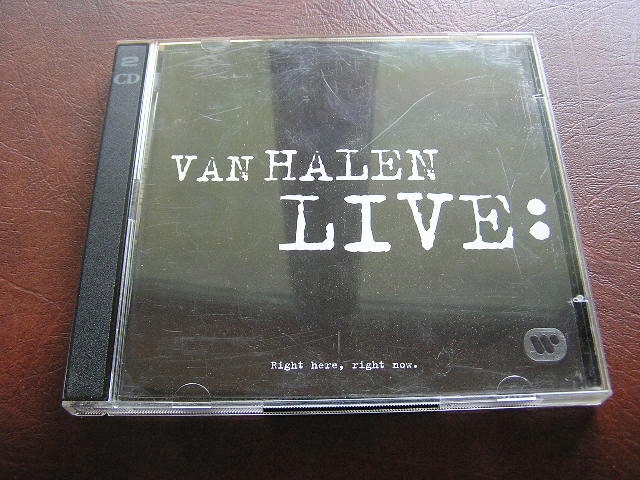 2
CD
VAN HALEN
LIVE:
Right here, right now.